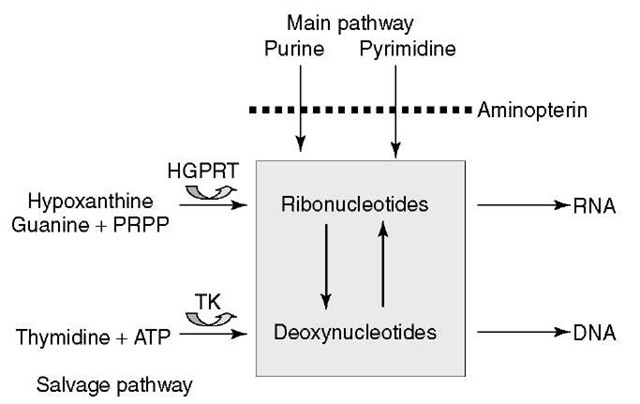 Main pathway
Purine Pyrimidine
Aminopterin
HGPRT
Hypoxanthine
Guanine + PRPP
Ribonucleotides
RNA
TK
Thymidine + ATP
Deoxynucleotides
DNA
Salvage pathway